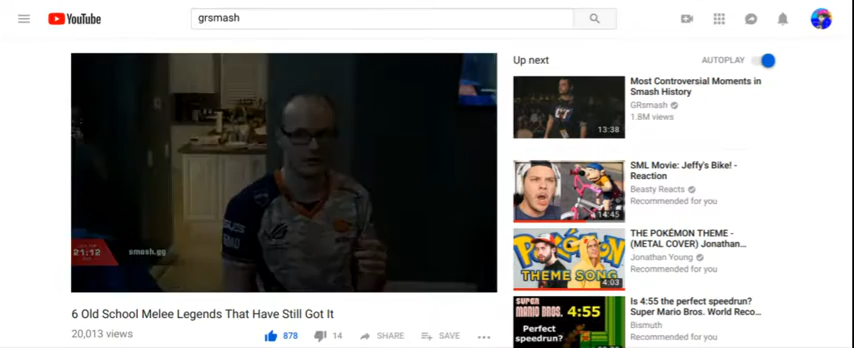 YouTube
grsmash
21:12
smash.gg
ASUS
6 Old School Melee Legends That Have Still Got It
20,013 views
878
14
SHARE
SAVE
Up next
AUTOPLAY
Most Controversial Moments in
Smash History
GRsmash
1.8M views
13:38
SML Movie: Jeffy's Bike! -
Reaction
Beasty Reacts
Recommended for you
14:45
THE POKÉMON THEME -
(METAL COVER) Jonathan...
Jonathan Young
Recommended for you
POKÉMON
THEME SONG
4:03
Is 4:55 the perfect speedrun?
Super Mario Bros. World Reco...
Bismuth
Recommended for you
SUPER
MARIO BROS.
4:55
Perfect
speedrun?